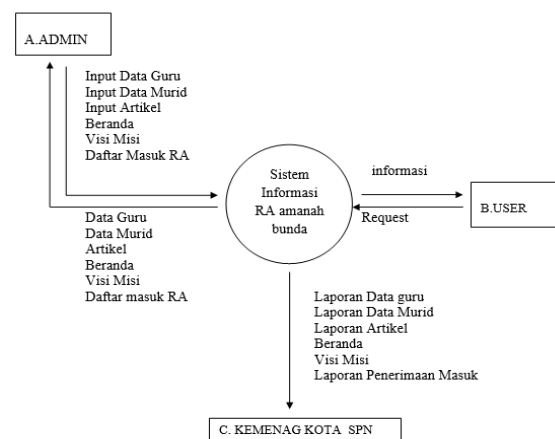 A.ADMIN
Input Data Guru
Input Data Murid
Input Artikel
Beranda
Visi Misi
Daftar Masuk RA
Sistem
Informasi
RA amanah
bunda
informasi
Request
B.USER
Data Guru
Data Murid
Artikel
Beranda
Visi Misi
Daftar masuk RA
Laporan Data guru
Laporan Data Murid
Laporan Artikel
Beranda
Visi Misi
Laporan Penerimaan Masuk
C. KEMENAG KOTA SPN